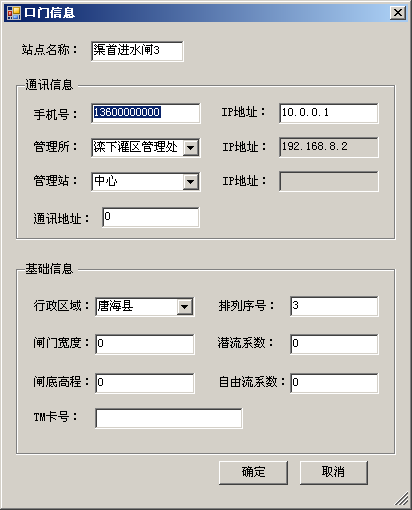 口门信息
站点名称： 渠首进水闸3
通讯信息
手机号： 13600000000 IP地址： 10.0.0.1
管理所： 滦下灌区管理处 IP地址： 192.168.8.2
管理站： 中心 IP地址：
通讯地址： 0
基础信息
行政区域： 唐海县 排列序号： 3
闸门宽度： 0 潜流系数： 0
闸底高程： 0 自由流系数： 0
TM卡号：
确定 取消